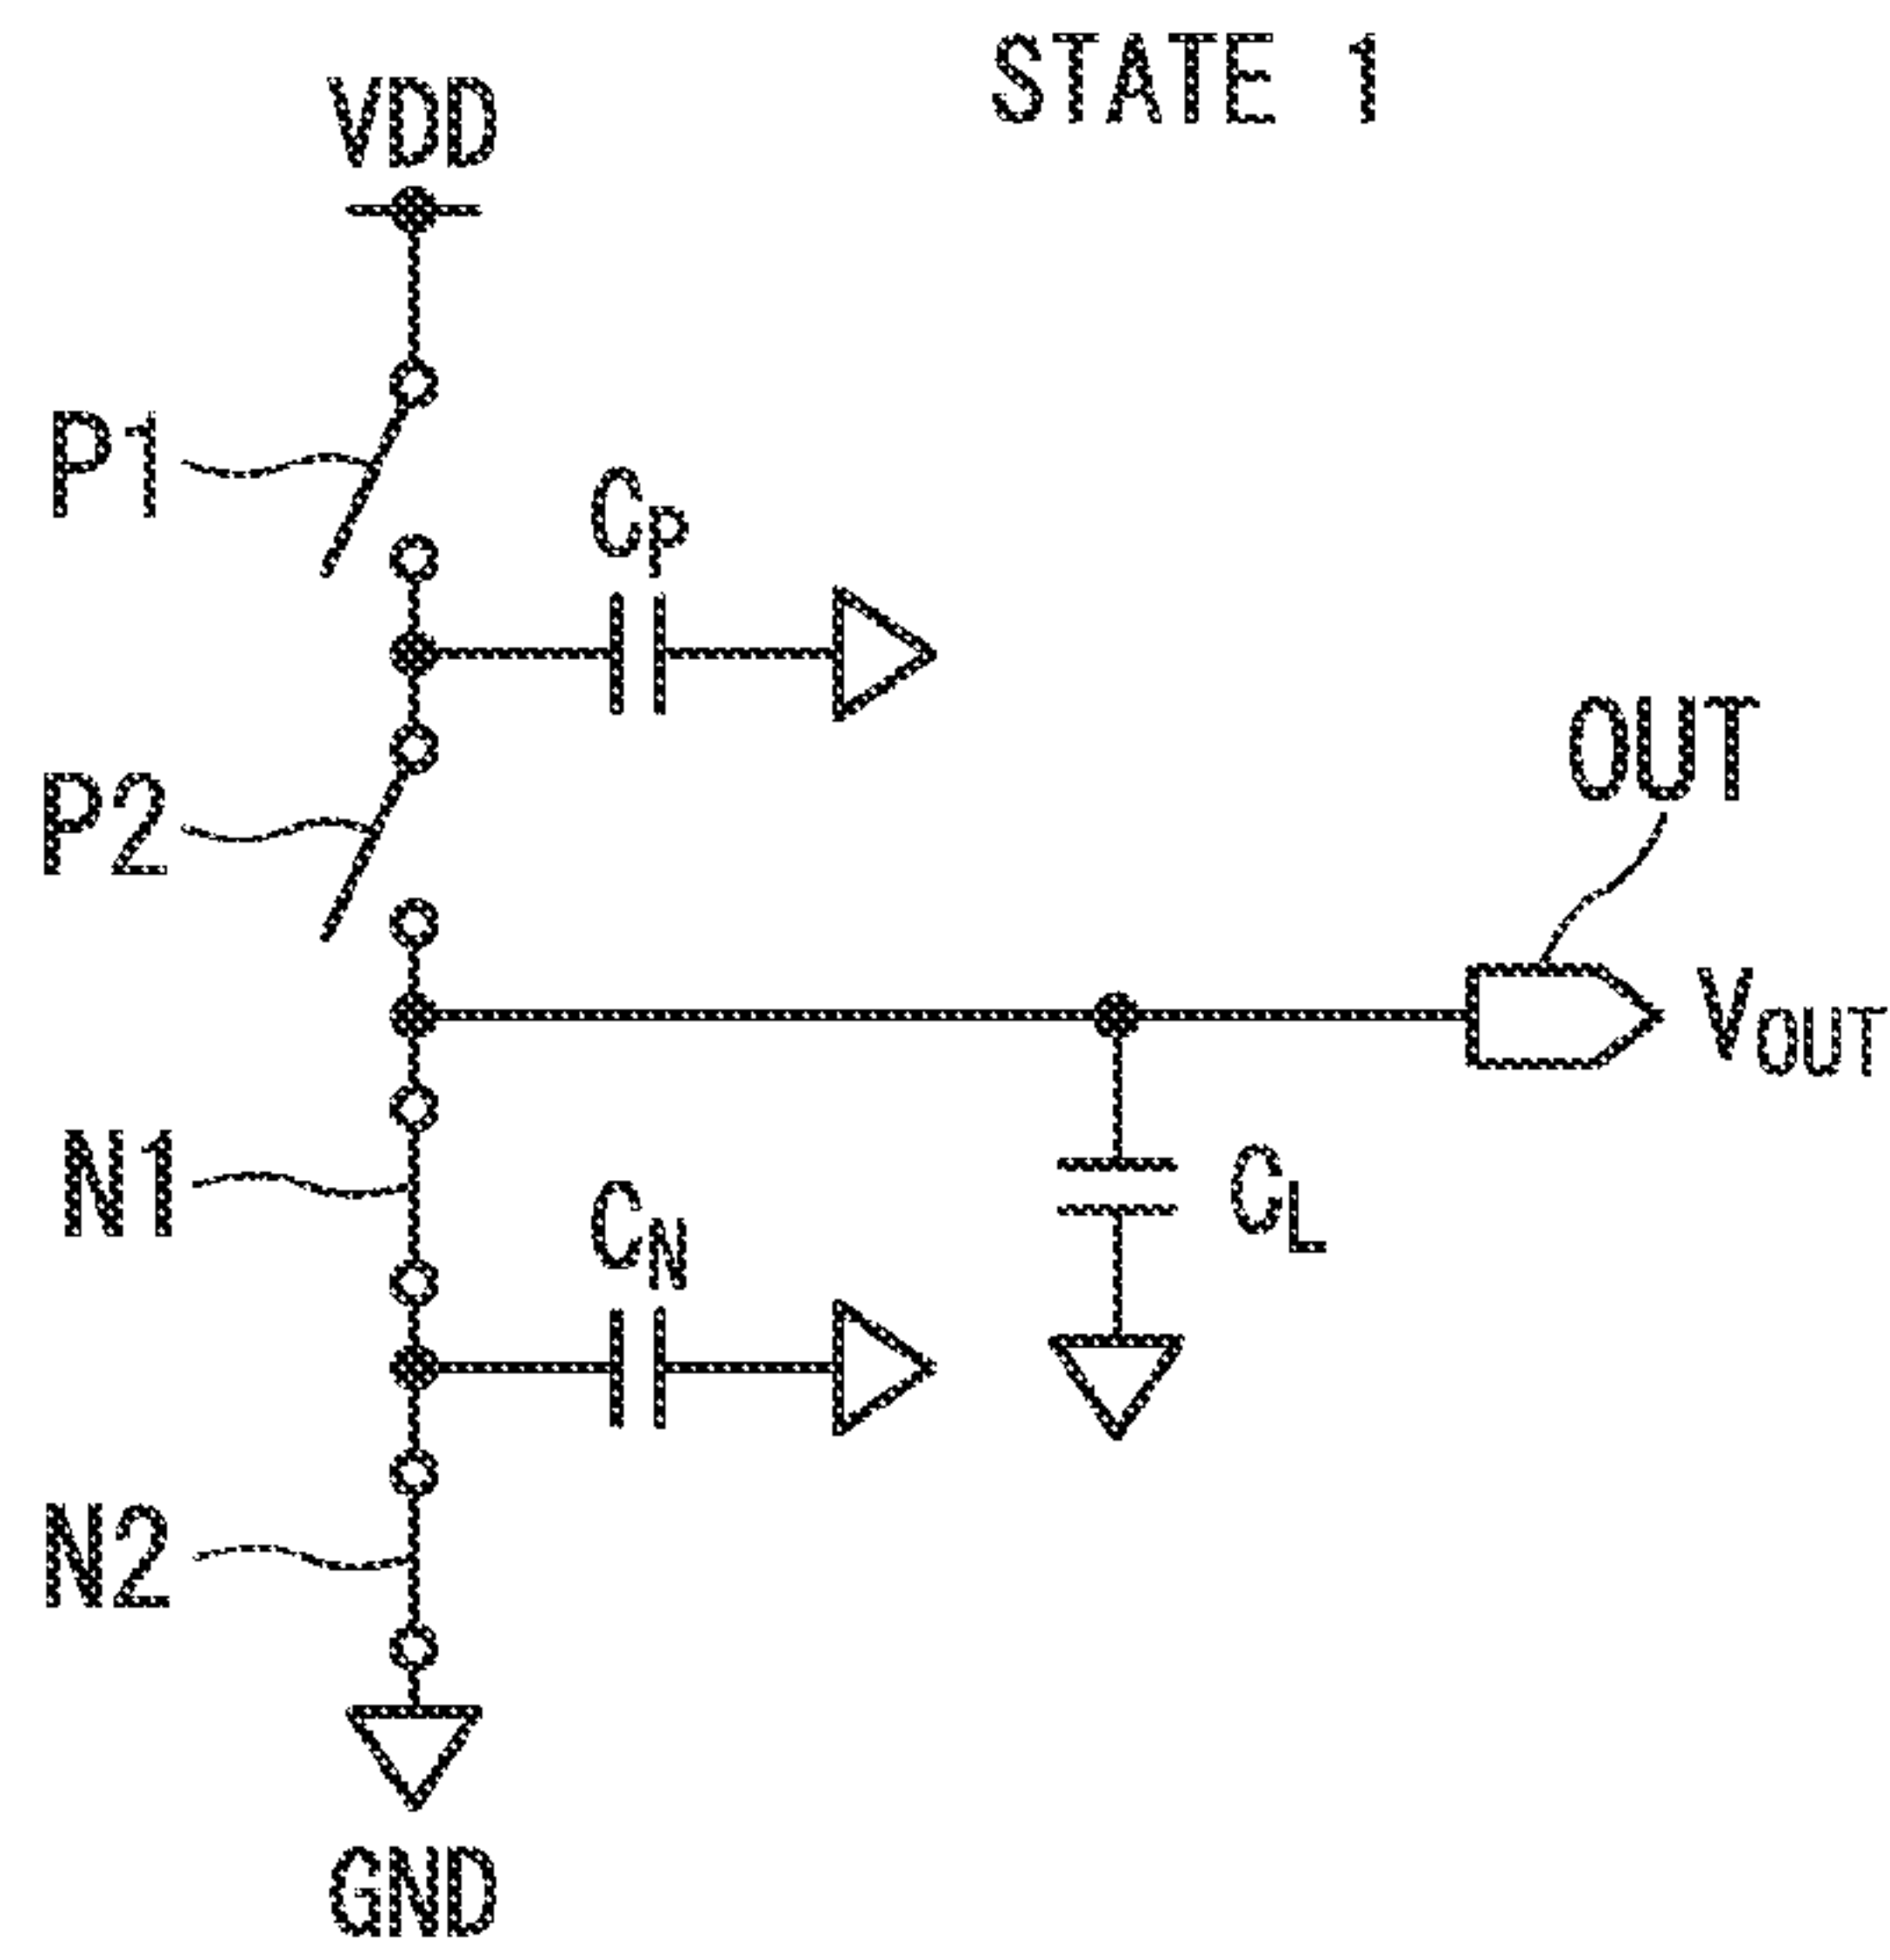 STATE 1
VDD
P1
CP
P2
OUT
VOUT
N1
CN
CL
N2
GND